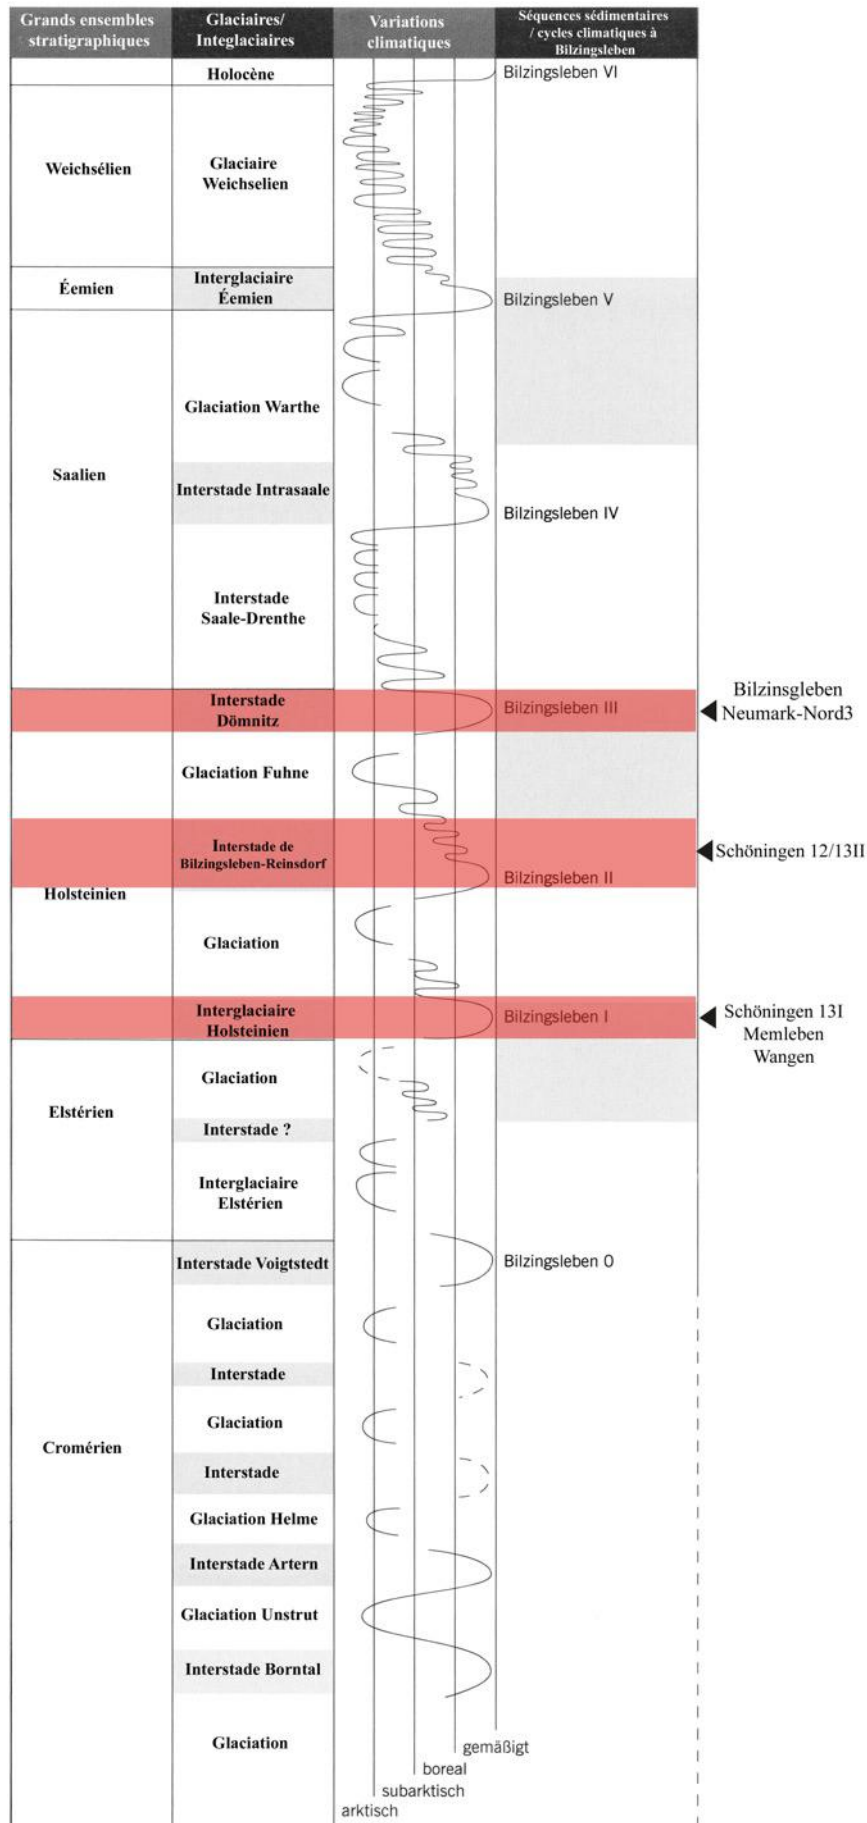 Grands ensembles
stratigraphiques
Glaciaires/
Integlaciaires
Variations
climatiques
Séquences sédimentaires
/ cycles climatiques à
Bilzingsleben
Holocène
Bilzingsleben VI
Weichsélien
Glaciaire
Weichselien
Éemien
Interglaciaire
Éemien
Bilzingsleben V
Saalien
Glaciation Warthe
Interstade Intrasaale
Bilzingsleben IV
Interstade
Saale-Drenthe
Interstade
Dömnitz
Bilzingsleben III
Bilzinsgleben
Neumark-Nord3
Glaciation Fuhne
Holsteinien
Interstade de
Bilzingsleben-Reinsdorf
Bilzingsleben II
Schöningen 12/13II
Glaciation
Interglaciaire
Holsteinien
Bilzingsleben I
Schöningen 13I
Memleben
Wangen
Elstérien
Glaciation
Interstade ?
Interglaciaire
Elstérien
Cromérien
Interstade Voigtstedt
Bilzingsleben 0
Glaciation
Interstade
Glaciation
Interstade
Glaciation Helme
Interstade Artern
Glaciation Unstrut
Interstade Borntal
Glaciation
gemäßigt
boreal
subarktisch
arktisch